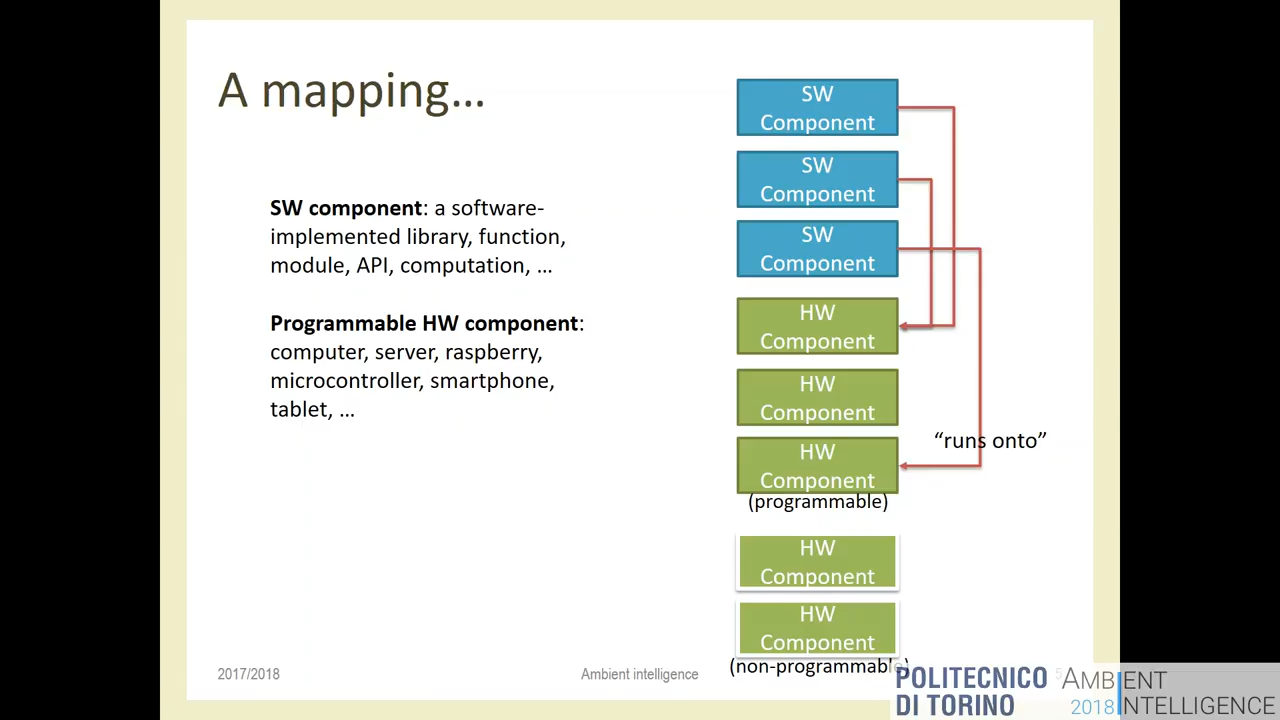 A mapping...
SW component: a software-
implemented library, function,
module, API, computation, ...
Programmable HW component:
computer, server, raspberry,
microcontroller, smartphone,
tablet, ...
SW
Component
SW
Component
SW
Component
HW
Component
HW
Component
HW
Component
(programmable)
"runs onto"
HW
Component
HW
Component
(non-programmable)
2017/2018
Ambient intelligence
POLITECNICO
DI TORINO
AMBIENT
2018 INTELLIGENCE